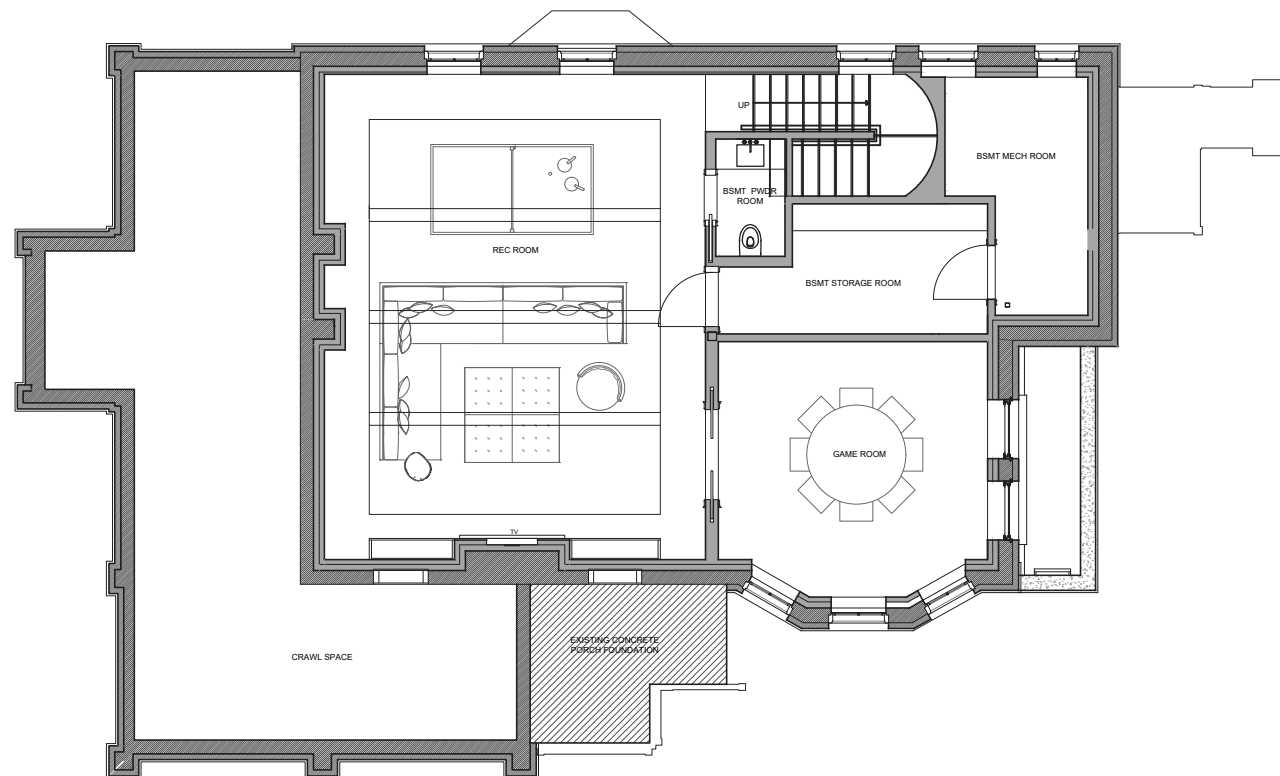 UP
BSMT MECH ROOM
BSMT PWDR
ROOM
REC ROOM
BSMT STORAGE ROOM
GAME ROOM
TV
EXISTING CONCRETE
PORCH FOUNDATION
CRAWL SPACE